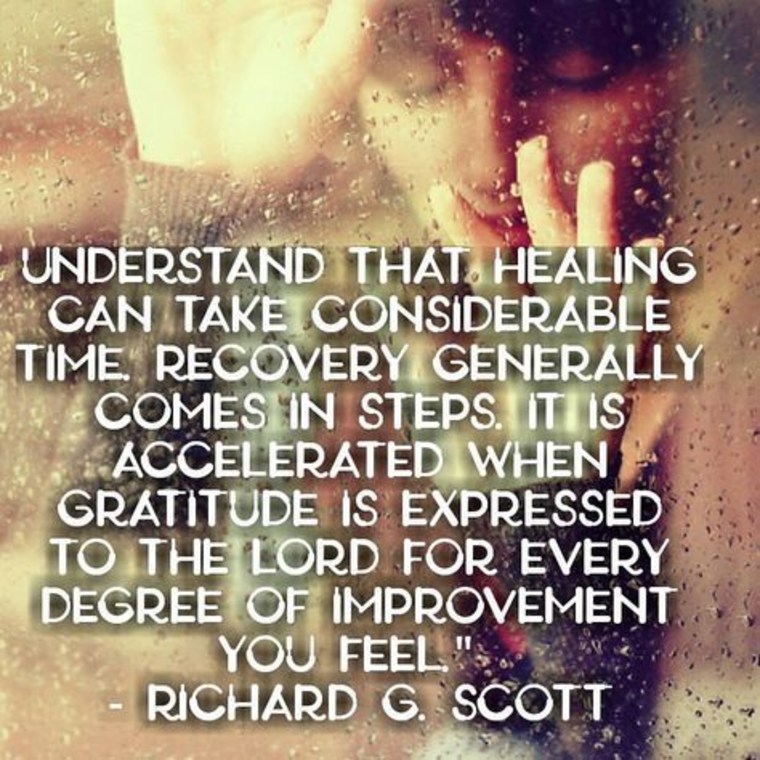 UNDERSTAND THAT HEALING
CAN TAKE CONSIDERABLE
TIME. RECOVERY GENERALLY
COMES IN STEPS. IT IS
ACCELERATED WHEN
GRATITUDE IS EXPRESSED
TO THE LORD FOR EVERY
DEGREE OF IMPROVEMENT
YOU FEEL."
- RICHARD G. SCOTT